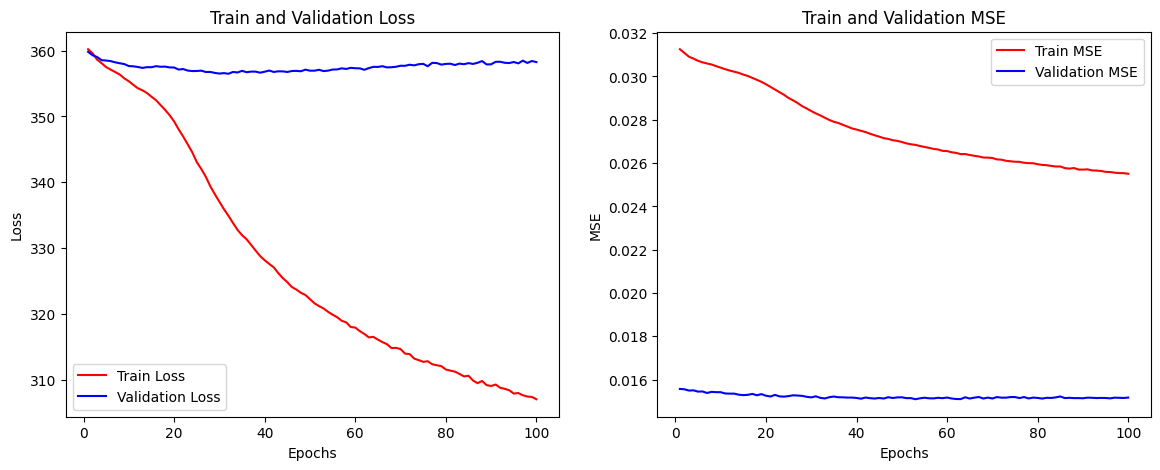 Train and Validation Loss
360
350
340
330
320
310
Loss
0
20
40
60
80
100
Epochs
Train Loss
Validation Loss
Train and Validation MSE
0.032
0.030
0.028
0.026
0.024
0.022
0.020
0.018
0.016
MSE
0
20
40
60
80
100
Epochs
Train MSE
Validation MSE